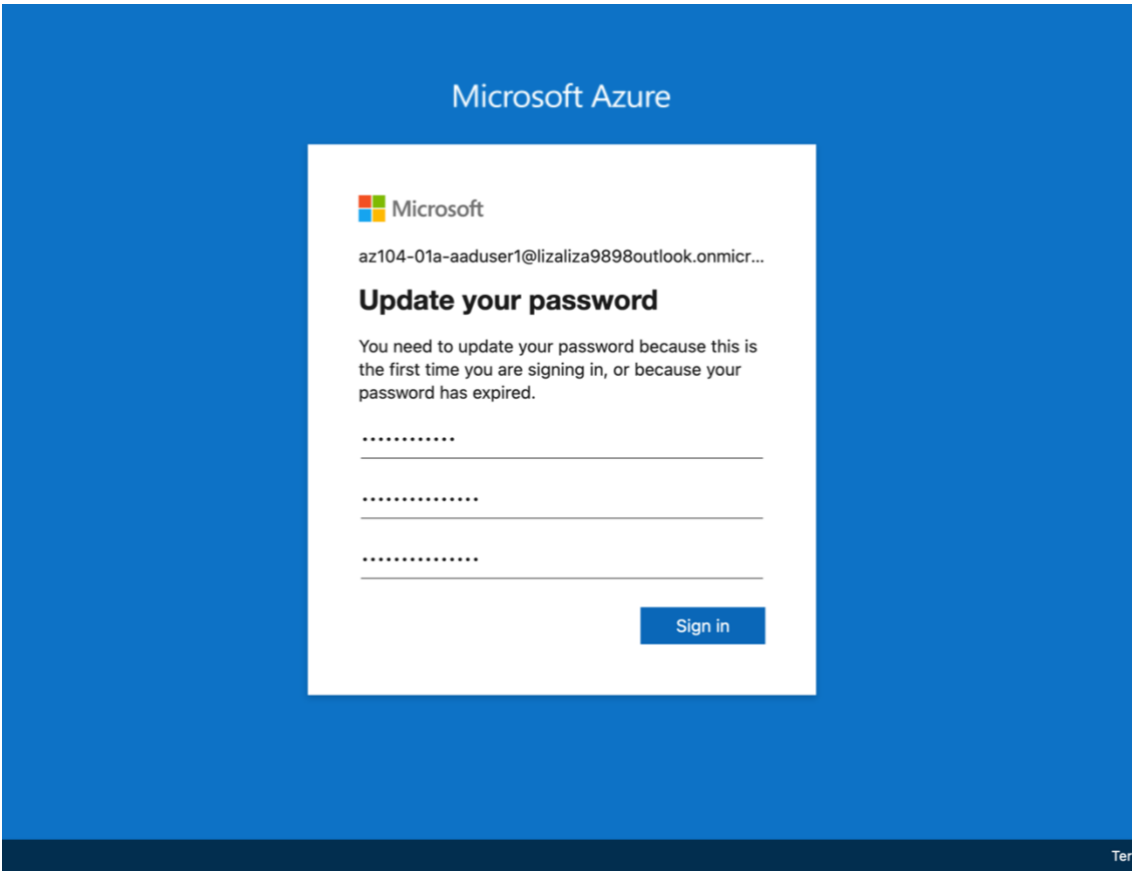 Microsoft Azure
Microsoft
az104-01a-aaduser1@lizaliza9898outlook.onmicr...
Update your password
You need to update your password because this is
the first time you are signing in, or because your
password has expired.
............
...............
...............
Sign in
Ter